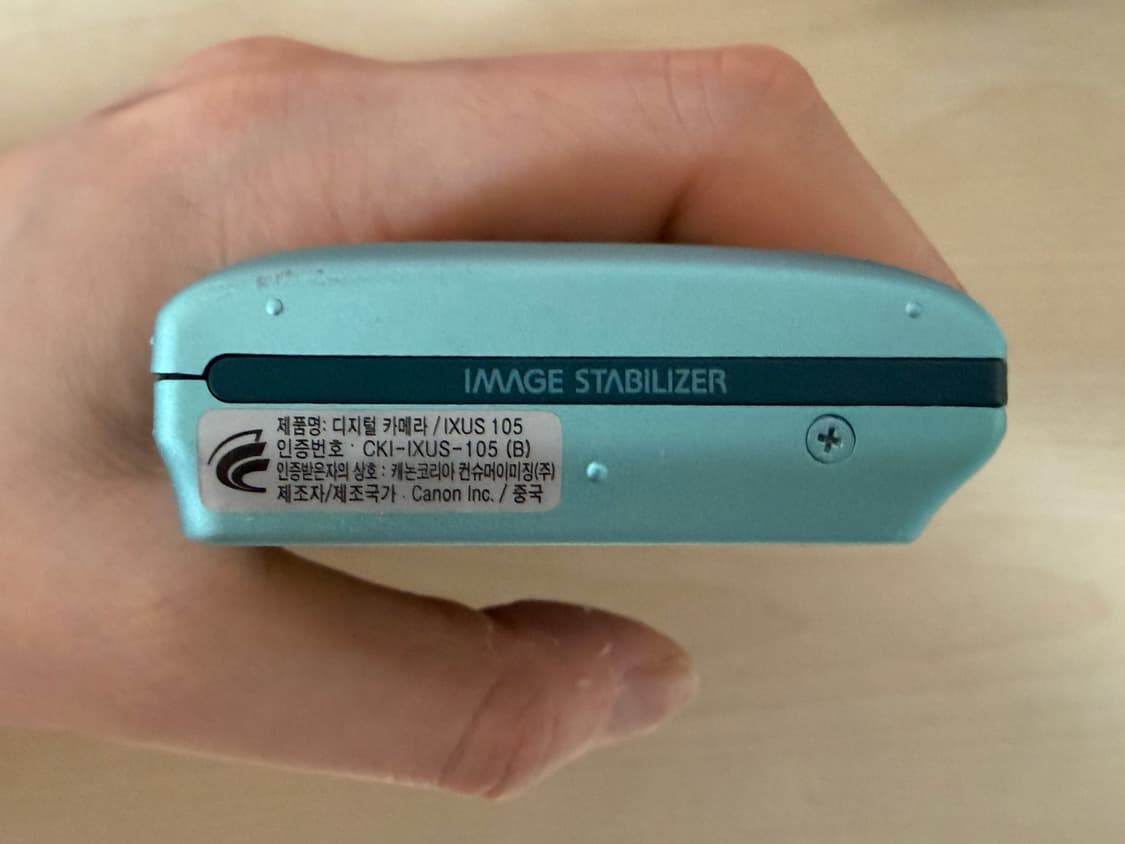 IMAGE STABILIZER
제품명: 디지털 카메라 / IXUS 105
인증번호 : CKI-IXUS-105 (B)
인증받은자의 상호 : 캐논코리아 컨슈머이미징(주)
제조자/제조국가 : Canon Inc. / 중국